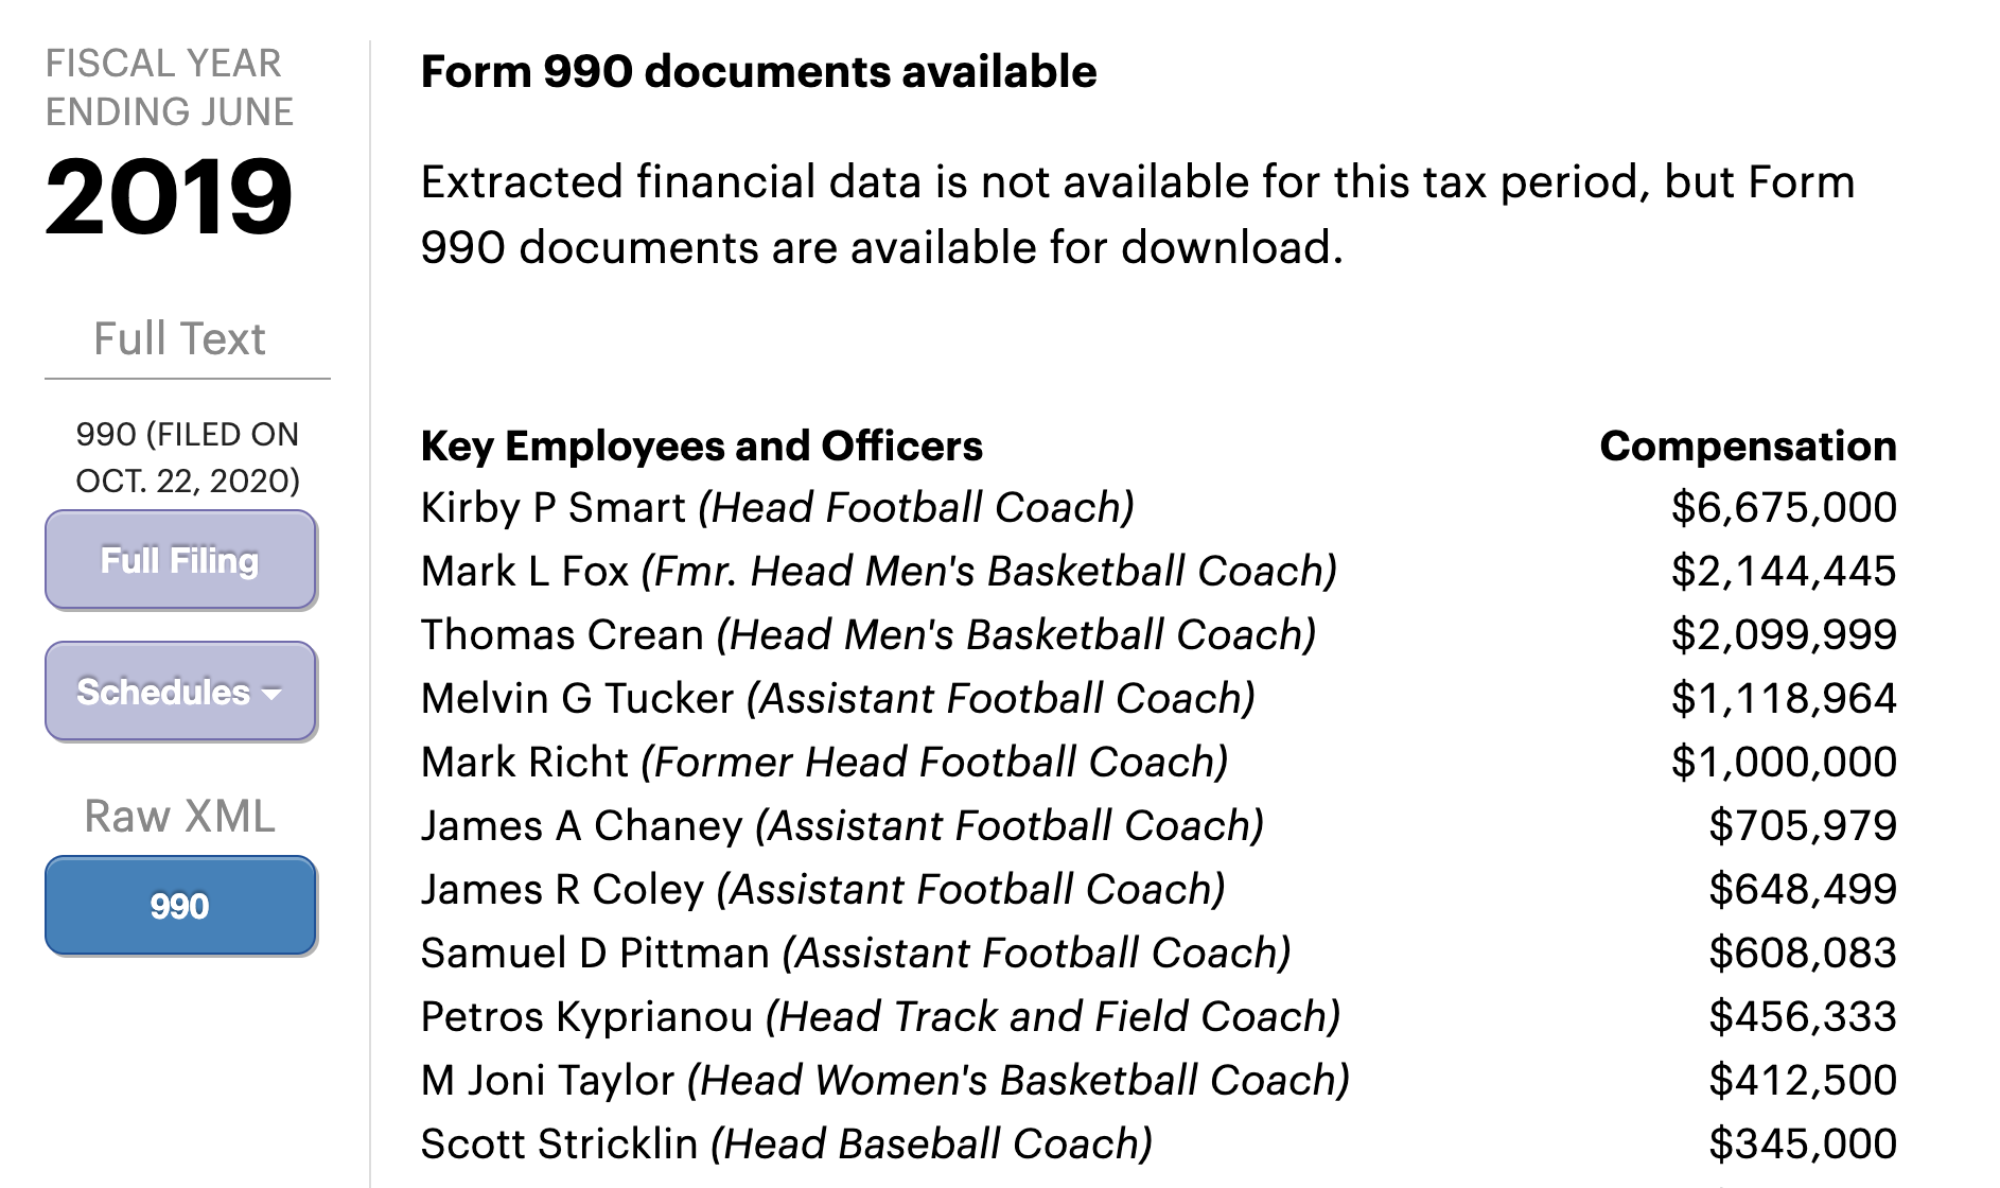 FISCAL YEAR
ENDING JUNE
2019
Full Text
990 (FILED ON
OCT. 22, 2020)
Full Filing
Schedules
Raw XML
990
Form 990 documents available
Extracted financial data is not available for this tax period, but Form
990 documents are available for download.
Key Employees and Officers Compensation
Kirby P Smart (Head Football Coach) $6,675,000
Mark L Fox (Fmr. Head Men's Basketball Coach) $2,144,445
Thomas Crean (Head Men's Basketball Coach) $2,099,999
Melvin G Tucker (Assistant Football Coach) $1,118,964
Mark Richt (Former Head Football Coach) $1,000,000
James A Chaney (Assistant Football Coach) $705,979
James R Coley (Assistant Football Coach) $648,499
Samuel D Pittman (Assistant Football Coach) $608,083
Petros Kyprianou (Head Track and Field Coach) $456,333
M Joni Taylor (Head Women's Basketball Coach) $412,500
Scott Stricklin (Head Baseball Coach) $345,000